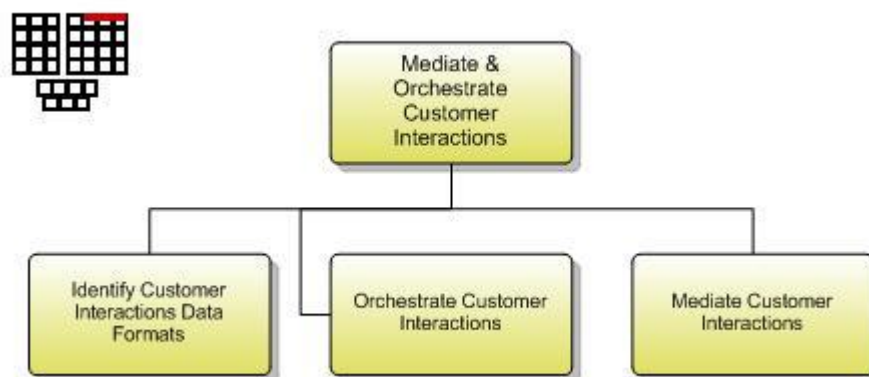 Mediate &
Orchestrate
Customer
Interactions
Identify Customer
Interactions Data
Formats
Orchestrate Customer
Interactions
Mediate Customer
Interactions